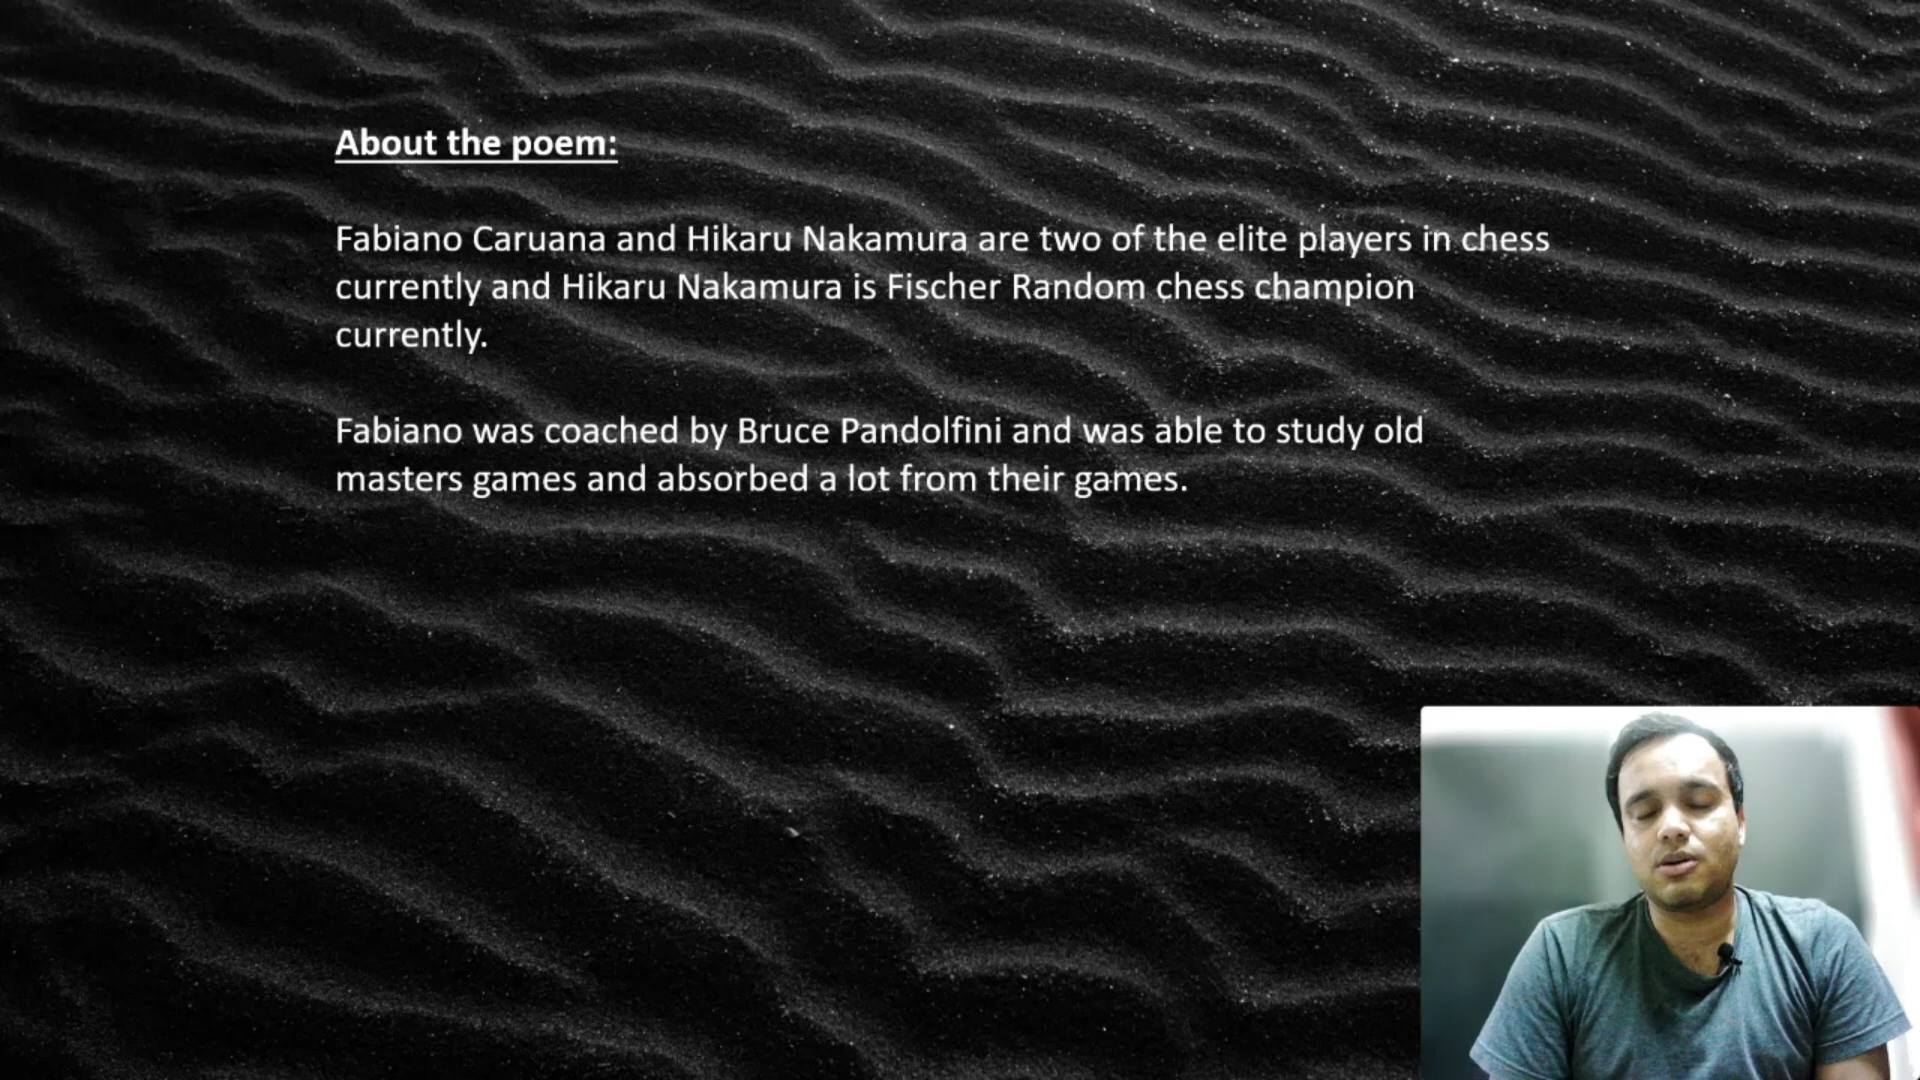 About the poem:
Fabiano Caruana and Hikaru Nakamura are two of the elite players in chess
currently and Hikaru Nakamura is Fischer Random chess champion
currently.
Fabiano was coached by Bruce Pandolfini and was able to study old
masters games and absorbed a lot from their games.